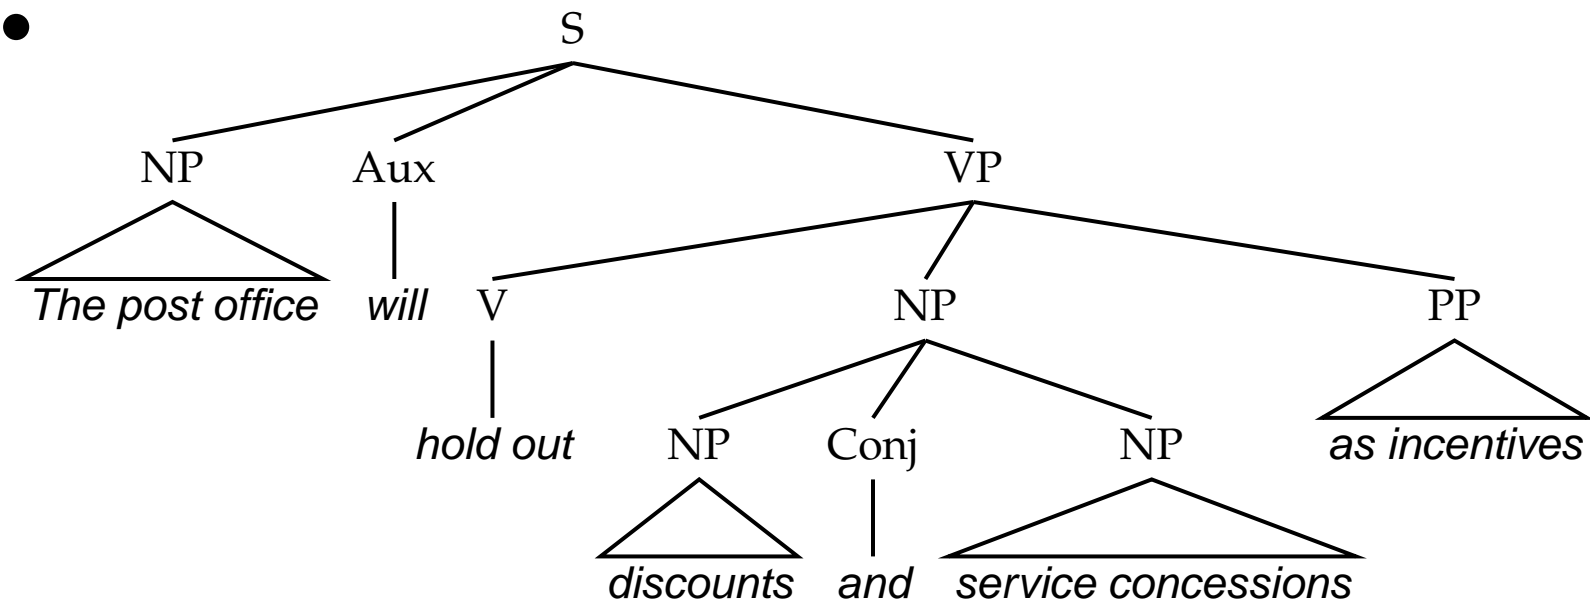 ● S
NP Aux VP
The post office will V NP PP
hold out NP Conj NP as incentives
discounts and service concessions